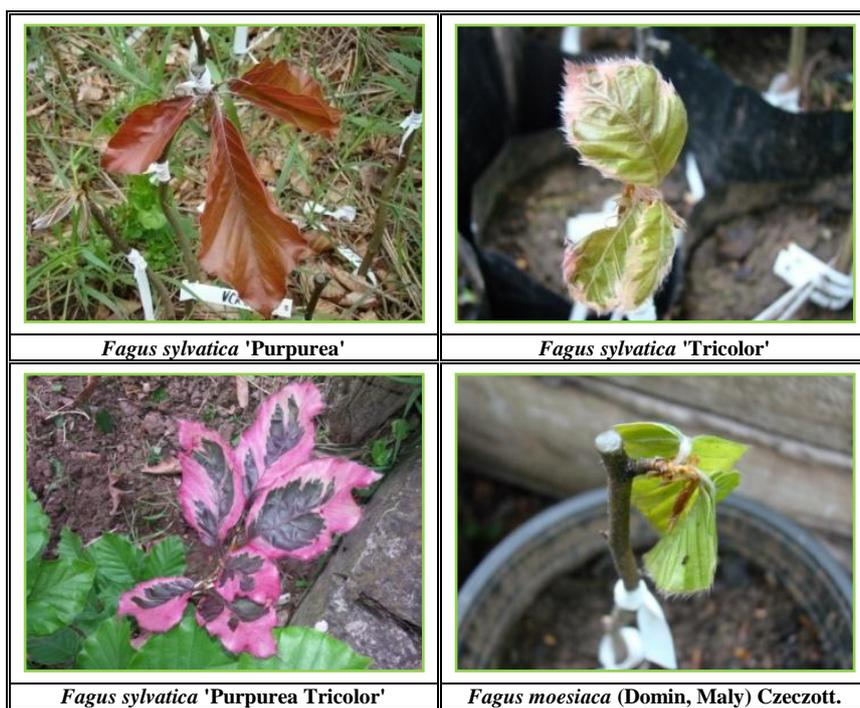 Fagus sylvatica 'Purpurea'
Fagus sylvatica 'Tricolor'
Fagus sylvatica 'Purpurea Tricolor'
Fagus moesiaca (Domin, Maly) Czeczott.